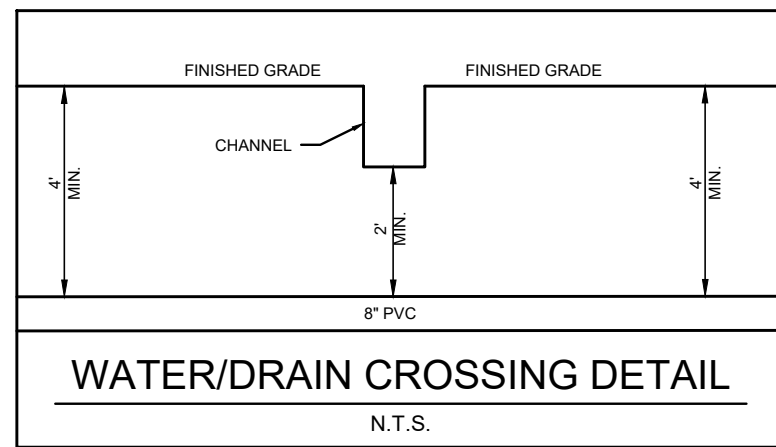 FINISHED GRADE
FINISHED GRADE
CHANNEL
4'
MIN.
2'
MIN.
4'
MIN.
8" PVC
WATER/DRAIN CROSSING DETAIL
N.T.S.